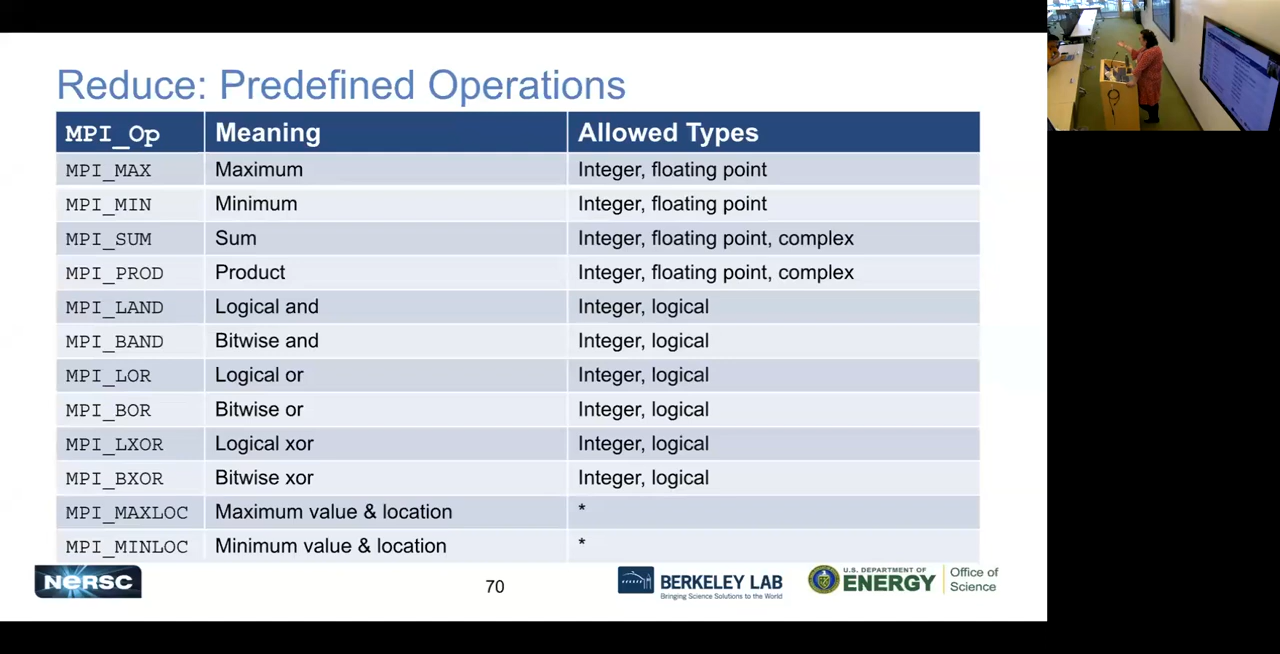 Reduce: Predefined Operations
MPI_Op Meaning Allowed Types
MPI_MAX Maximum Integer, floating point
MPI_MIN Minimum Integer, floating point
MPI_SUM Sum Integer, floating point, complex
MPI_PROD Product Integer, floating point, complex
MPI_LAND Logical and Integer, logical
MPI_BAND Bitwise and Integer, logical
MPI_LOR Logical or Integer, logical
MPI_BOR Bitwise or Integer, logical
MPI_LXOR Logical xor Integer, logical
MPI_BXOR Bitwise xor Integer, logical
MPI_MAXLOC Maximum value & location *
MPI_MINLOC Minimum value & location *
NERSC
70
BERKELEY LAB
Bringing Science Solutions to the World
U.S. DEPARTMENT OF
ENERGY
Office of
Science